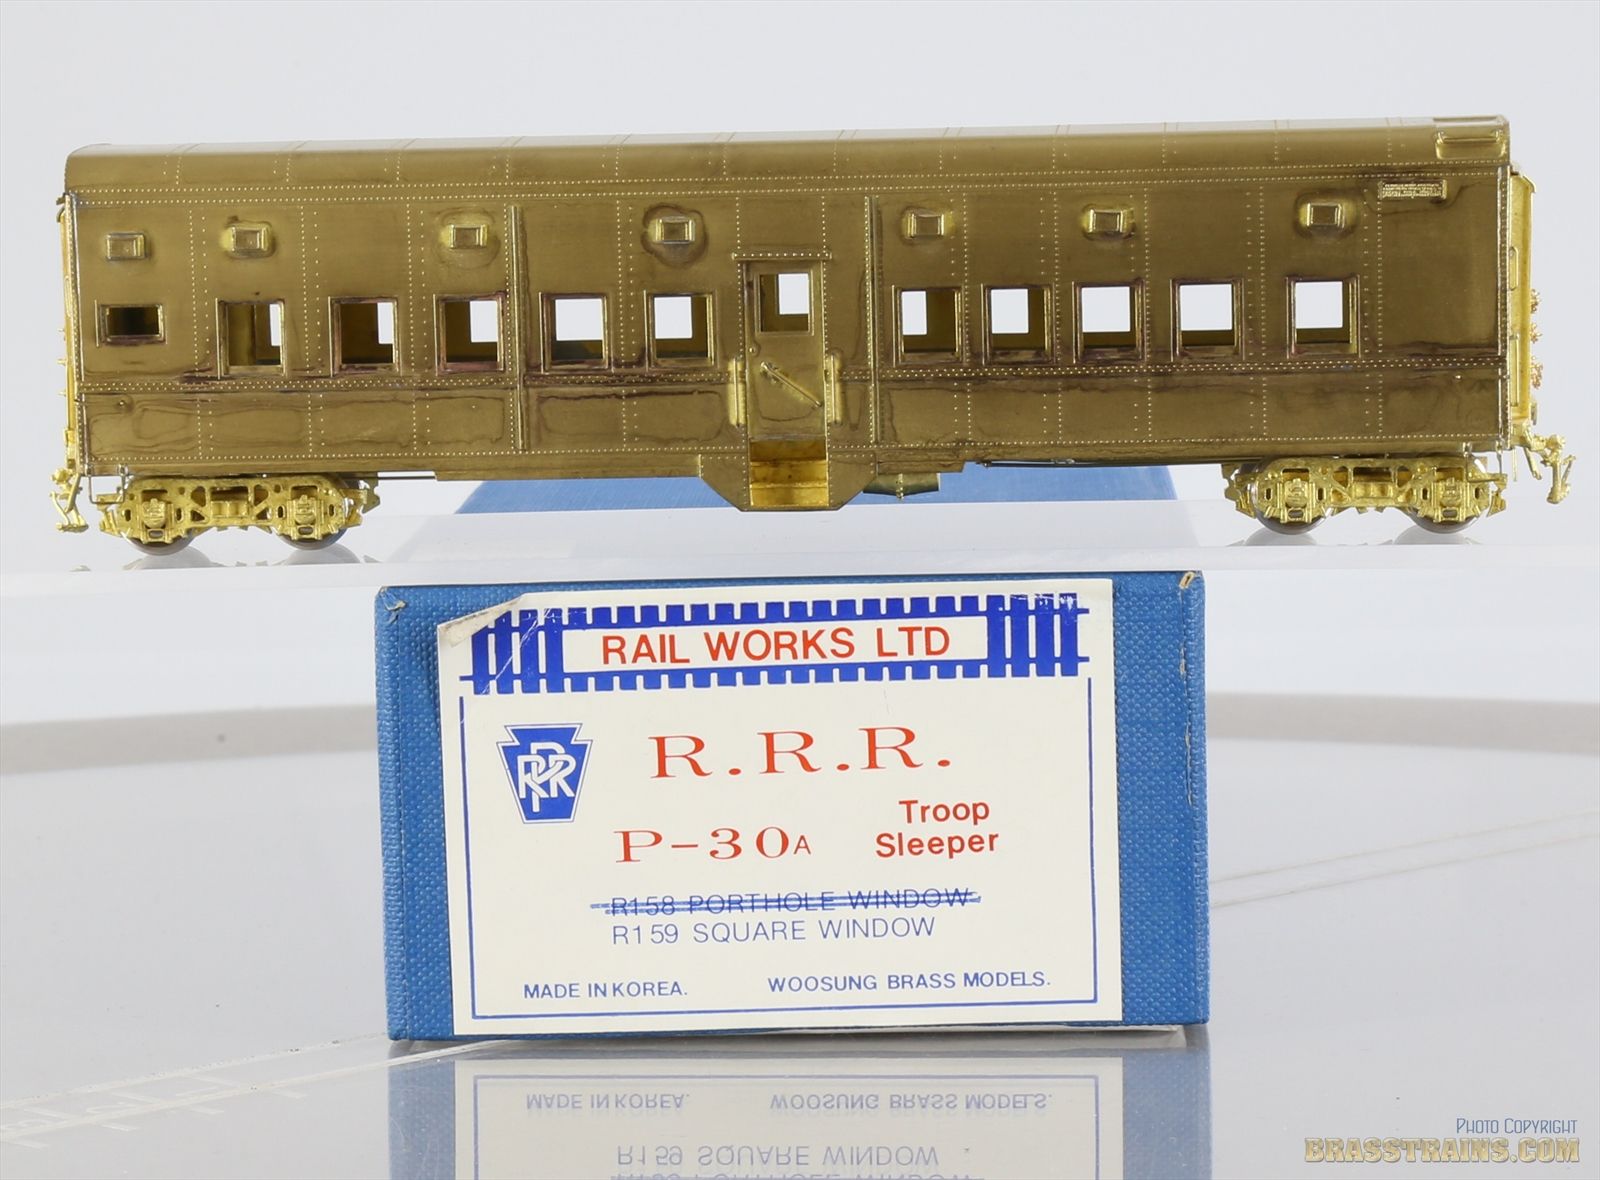 RAIL WORKS LTD
PRR
R.R.R.
P-30A
Troop
Sleeper
R158 PORTHOLE WINDOW
R159 SQUARE WINDOW
MADE IN KOREA.
WOOSUNG BRASS MODELS.
PHOTO COPYRIGHT
BRASSTRAINS.COM